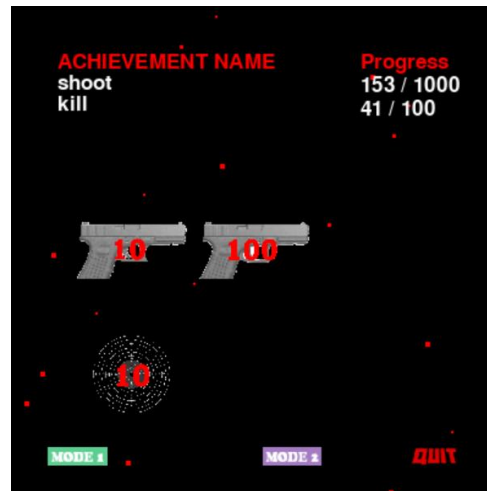 ACHIEVEMENT NAME Progress
shoot 153 / 1000
kill 41 / 100
10 100
10
MODE 1 MODE 2 QUIT